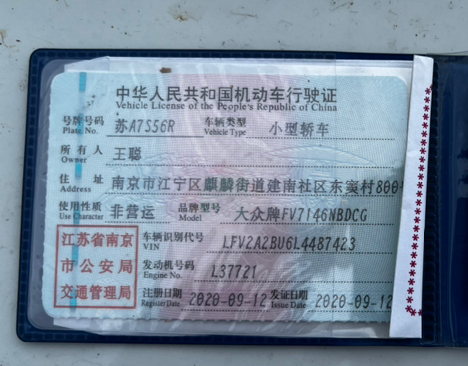 中华人民共和国机动车行驶证
Vehicle License of the People's Republic of China
号牌号码 苏A7S56R 车辆类型 小型轿车
Plate No. Vehicle Type
所有人 王聪
Owner
住址 南京市江宁区麒麟街道建南社区东窦村800
Address
使用性质 非营运 品牌型号 大众牌FV7146NBDCG
Use Character Model
江苏省南京
市公安局
交通管理局
车辆识别代号 LFV2A2BU6L4487423
VIN
发动机号码 L37721
Engine No.
注册日期 2020-09-12 发证日期 2020-09-12
Register Date Issue Date